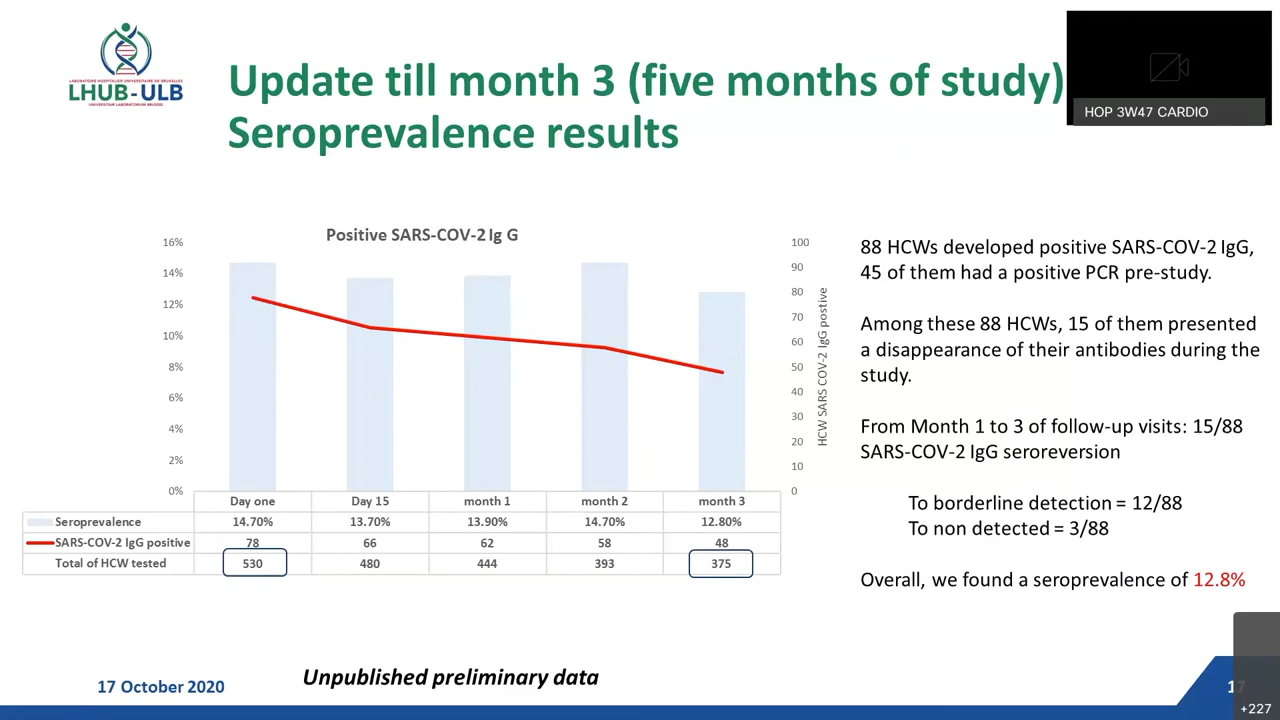 LABORATOIRE HOSPITALIER UNIVERSITAIRE DE BRUXELLES
LHUB-ULB
UNIVERSITAIR LABORATORIUM BRUSSEL
Update till month 3 (five months of study)
Seroprevalence results
HOP 3W47 CARDIO
Positive SARS-COV-2 Ig G
16%
14%
12%
10%
8%
6%
4%
2%
0%
100
90
80
70
60
50
40
30
20
10
0
HCW SARS COV-2 IgG postive
Day one Day 15 month 1 month 2 month 3
Seroprevalence 14.70% 13.70% 13.90% 14.70% 12.80%
SARS-COV-2 IgG positive 78 66 62 58 48
Total of HCW tested 530 480 444 393 375
88 HCWs developed positive SARS-COV-2 IgG,
45 of them had a positive PCR pre-study.
Among these 88 HCWs, 15 of them presented
a disappearance of their antibodies during the
study.
From Month 1 to 3 of follow-up visits: 15/88
SARS-COV-2 IgG seroreversion
To borderline detection = 12/88
To non detected = 3/88
Overall, we found a seroprevalence of 12.8%
Unpublished preliminary data
17 October 2020
17
+227